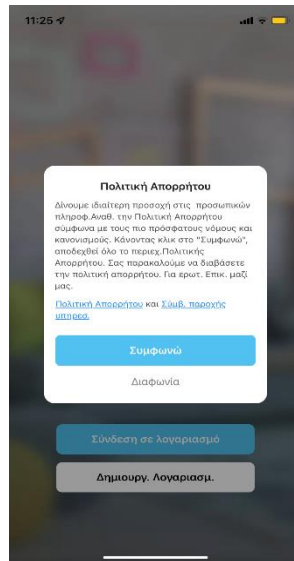 11:25
Πολιτική Απορρήτου
Δίνουμε ιδιαίτερη προσοχή στις προσωπικών
πληροφ.Αναθ. την Πολιτική Απορρήτου
σύμφωνα με τους πιο πρόσφατους νόμους και
κανονισμούς. Κάνοντας κλικ στο "Συμφωνώ",
αποδεχθεί όλο το περιεχ.Πολιτικής
Απορρήτου. Σας παρακαλούμε να διαβάσετε
την πολιτική απορρήτου. Για ερωτ. Επικ. μαζί
μας.
Πολιτική Απορρήτου και Σύμβ. παροχής
υπηρεσ.
Συμφωνώ
Διαφωνία
Σύνδεση σε λογαριασμό
Δημιουργ. Λογαριασμ.